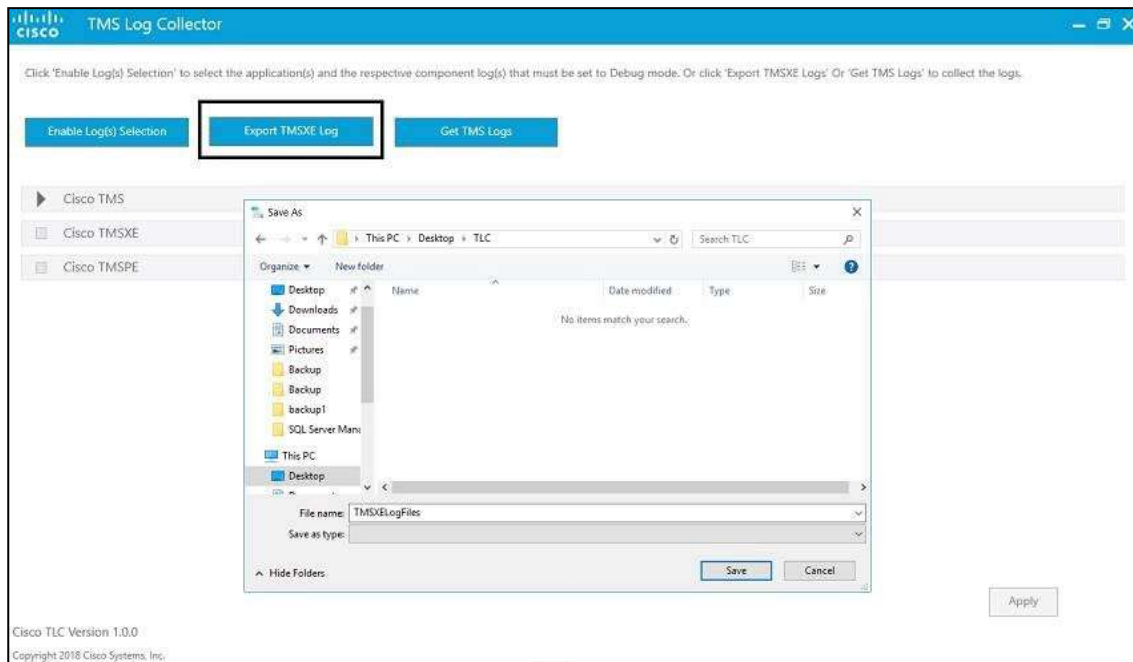 cisco TMS Log Collector
Click 'Enable Log(s) Selection' to select the application(s) and the respective component log(s) that must be set to Debug mode. Or click 'Export TMSXE Logs' Or 'Get TMS Logs' to collect the logs.
Enable Log(s) Selection Export TMSXE Log Get TMS Logs
Cisco TMS
Cisco TMSXE
Cisco TMSPE
Save As
This PC Desktop TLC Search TLC
Organize New folder
Name Date modified Type Size
No items match your search.
Desktop
Downloads
Documents
Pictures
Backup
Backup
backup1
SQL Server Mana
This PC
Desktop
File name: TMSXELogFiles
Save as type:
Hide Folders Save Cancel
Apply
Cisco TLC Version 1.0.0
Copyright 2018 Cisco Systems, Inc.